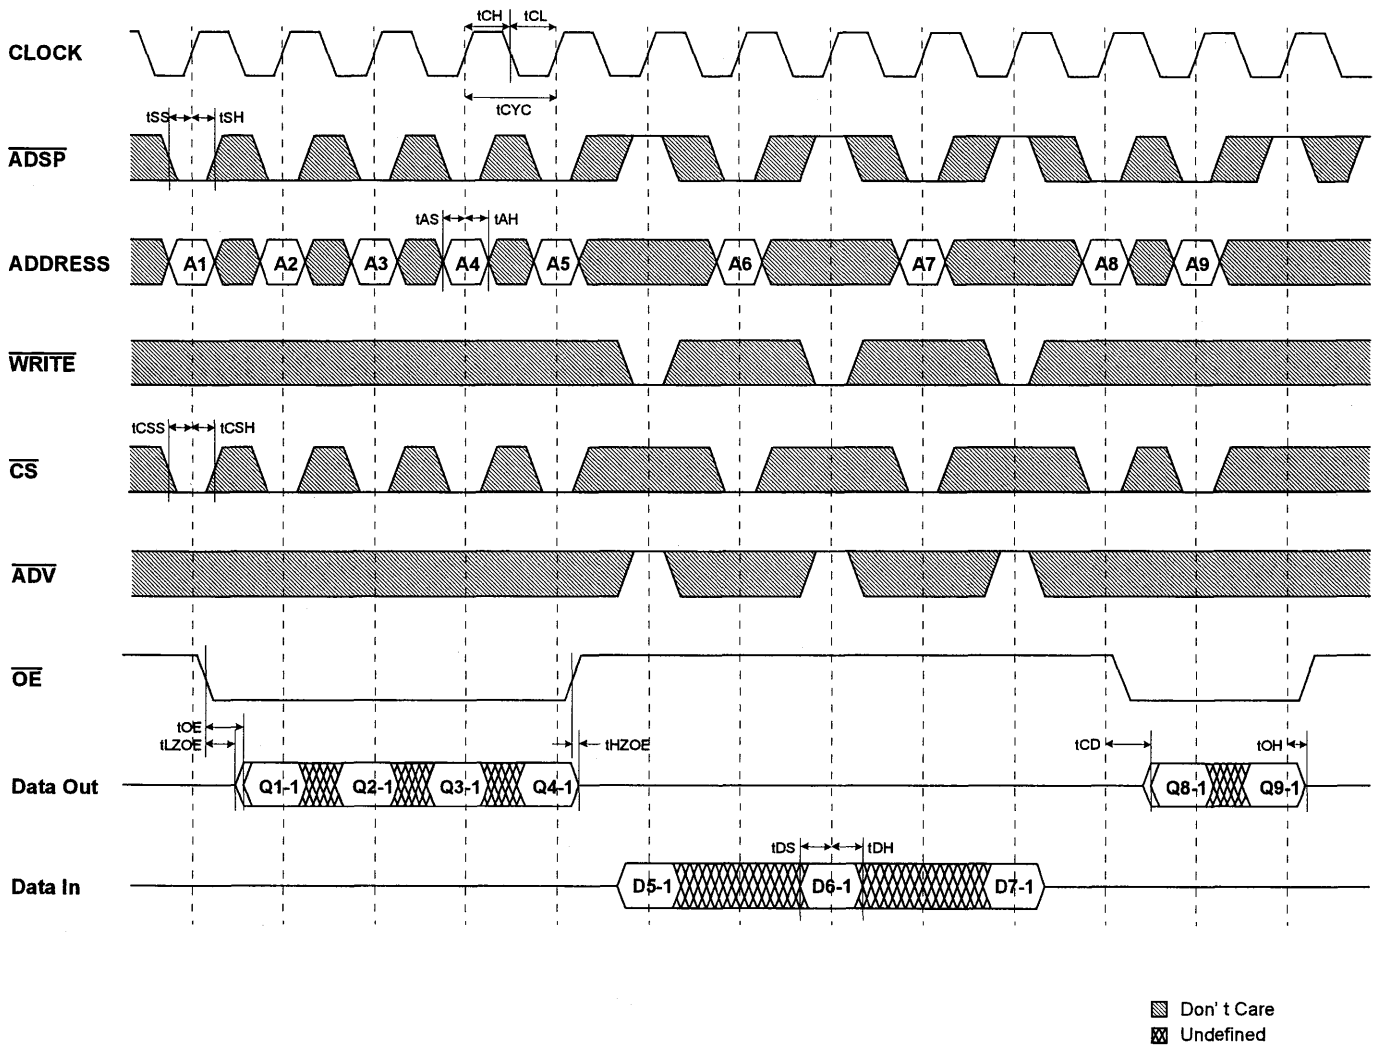 tCH tCL
CLOCK
tCYC
tSS tSH
ADSP
tAS tAH
ADDRESS A1 A2 A3 A4 A5 A6 A7 A8 A9
WRITE
tCSS tCSH
CS
ADV
OE
tOE
tLZOE tHZOE tCD tOH
Data Out Q1-1 Q2-1 Q3-1 Q4-1 Q8-1 Q9-1
tDS tDH
Data In D5-1 D6-1 D7-1
Don' t Care
Undefined